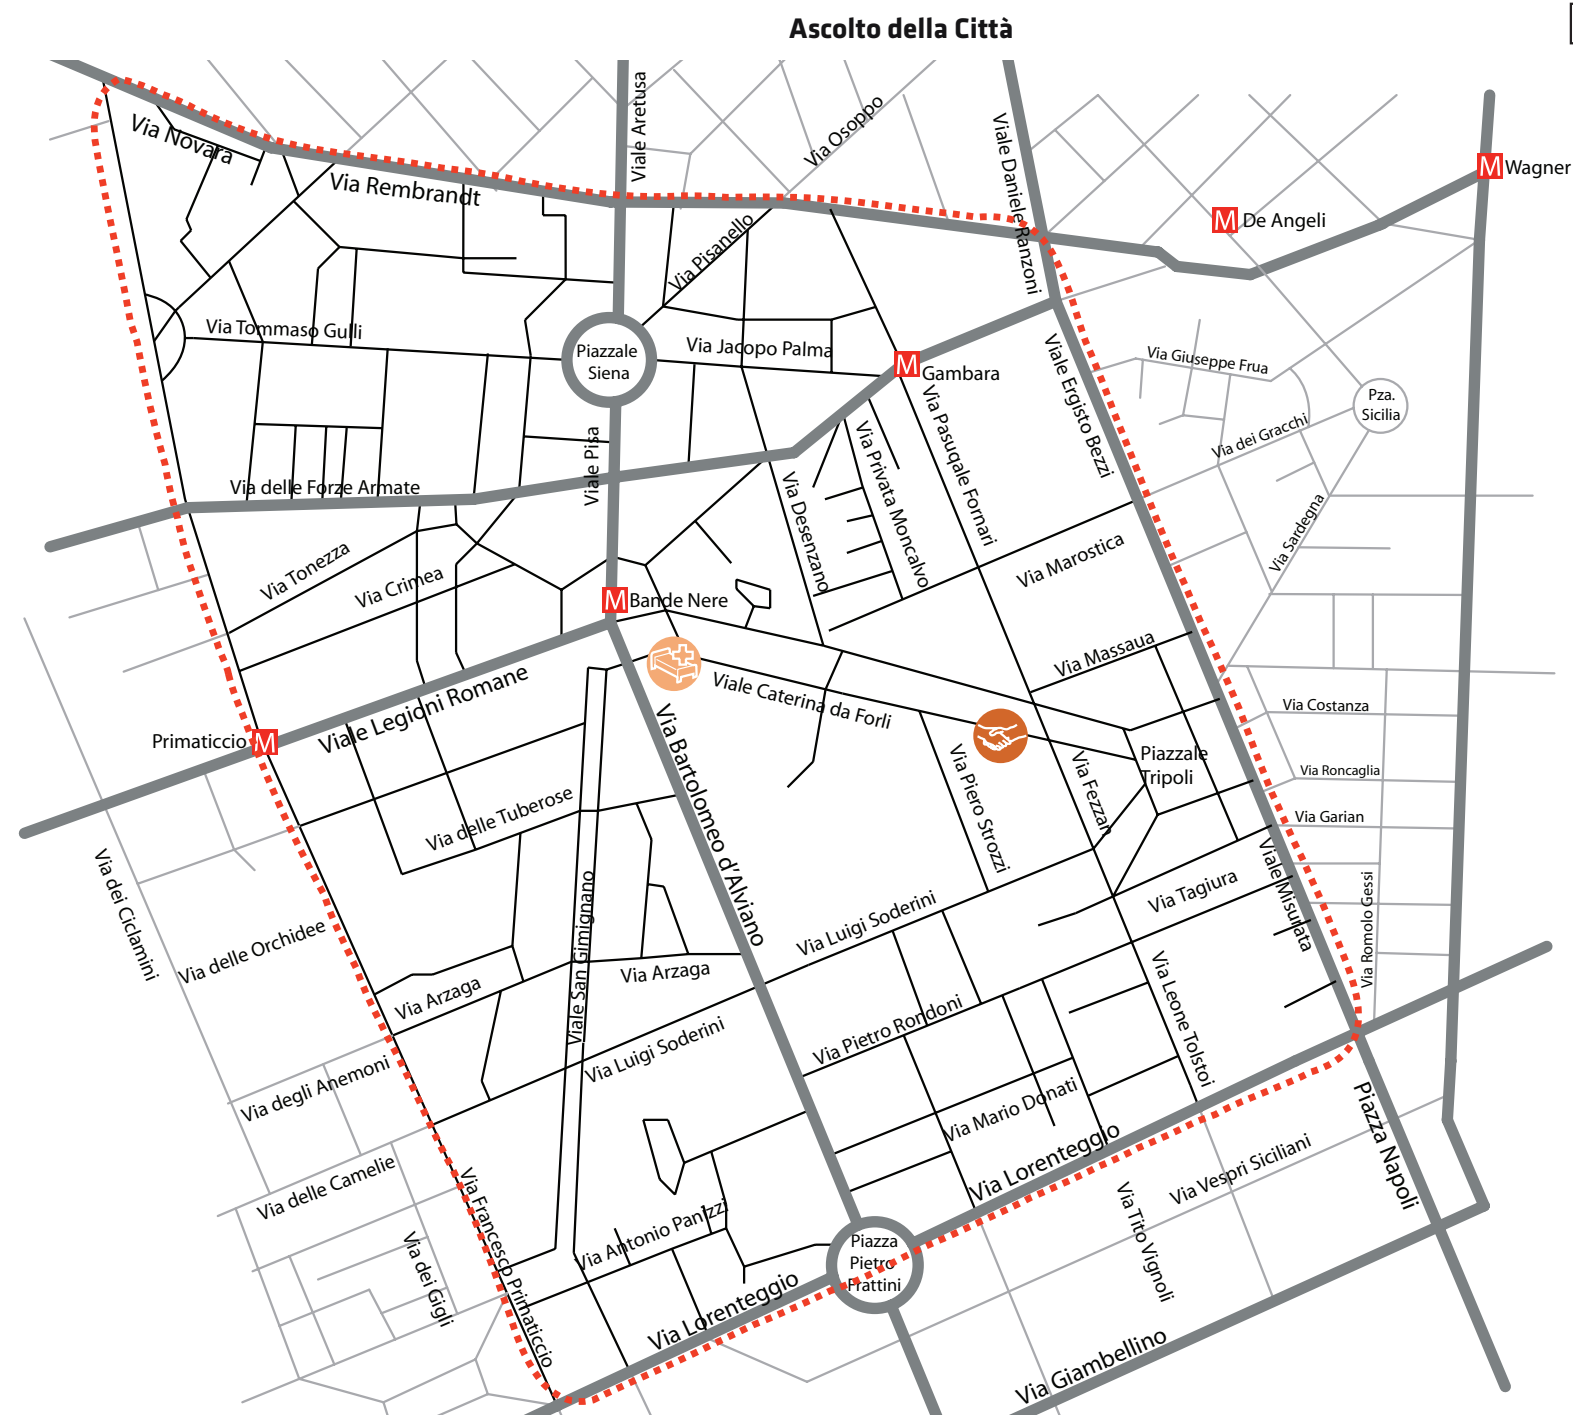 Ascolto della Città
Via Novara
Via Rembrandt
Viale Aretusa
Via Osoppo
Viale Daniele Ranzoni
M Wagner
M De Angeli
Via Pisanello
Via Tommaso Gulli
Piazzale
Siena
Via Jacopo Palma
M
Gambara
Viale Ergisto Bezzi
Via Giuseppe Frua
Pza.
Sicilia
Via dei Gracchi
Via Sardegna
Via delle Forze Armate
Viale Pisa
Via Desenzano
Via Privata Moncalvo
Via Pasuqale Fornari
Via Marostica
Via Tonezza
Via Crimea
M Bande Nere
Via Massaua
Viale Caterina da Forli
Viale Legioni Romane
Primaticcio M
Via Bartolomeo d'Alviano
Via Piero Strozzi
Via Fezzan
Piazzale
Tripoli
Via Costanza
Via Roncaglia
Via Garian
Viale Misurata
Via Romolo Gessi
Via delle Tuberose
Via dei Ciclamini
Via delle Orchidee
Viale San Gimignano
Via Arzaga
Via Arzaga
Via Luigi Soderini
Via Tagiura
Via Leone Tolstoi
Via Pietro Rondoni
Via Luigi Soderini
Via degli Anemoni
Via Mario Donati
Via Lorenteggio
Piazza Napoli
Via delle Camelie
Via Francesco Primaticcio
Via dei Gigli
Via Antonio Panizzi
Piazza
Pietro
Frattini
Via Vespri Siciliani
Via Tito Vignoli
Via Lorenteggio
Via Giambellino